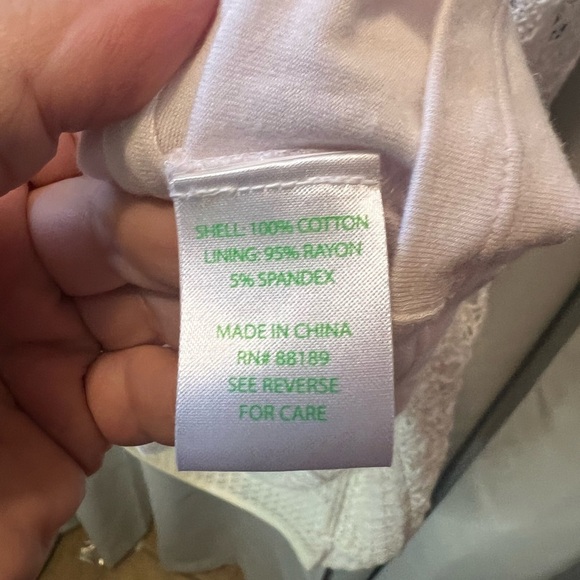 SHELL: 100% COTTON
LINING: 95% RAYON
5% SPANDEX
MADE IN CHINA
RN# 88189
SEE REVERSE
FOR CARE